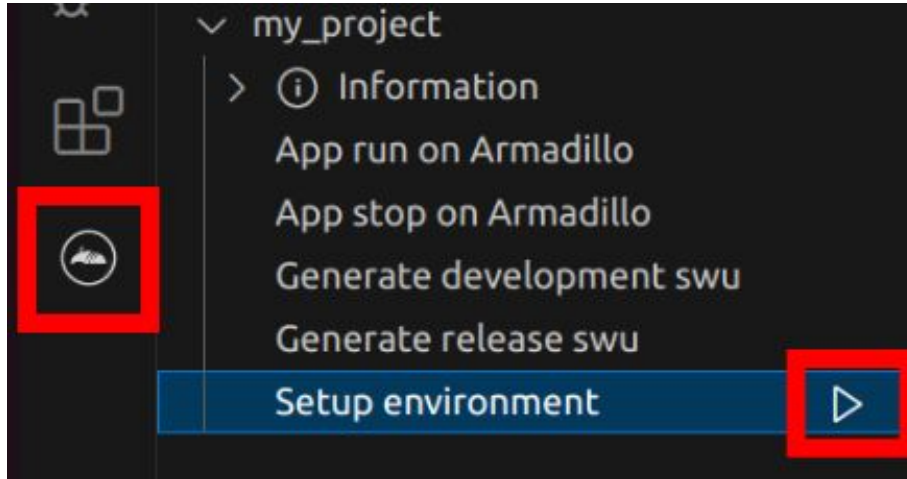 my_project
Information
App run on Armadillo
App stop on Armadillo
Generate development swu
Generate release swu
Setup environment